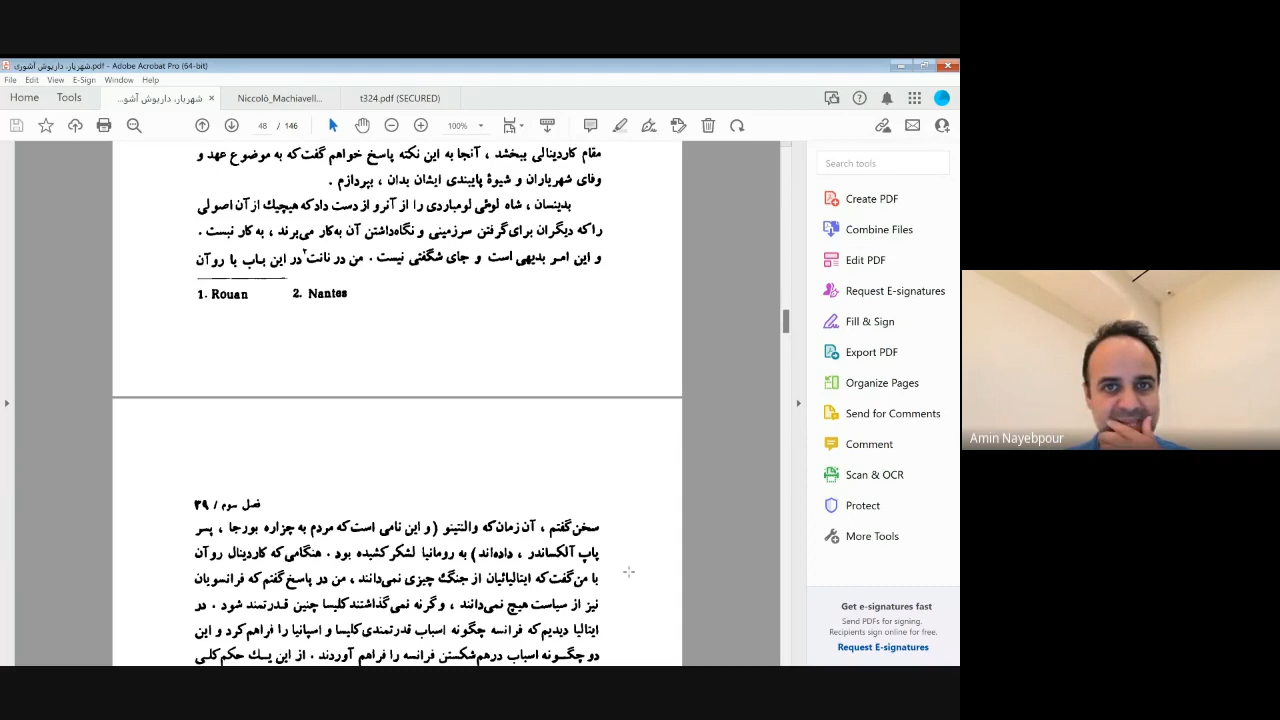 شهریار، داریوش آشوری.pdf - Adobe Acrobat Pro (64-bit)
File Edit View E-Sign Window Help
Home Tools شهریار، داریوش آشو... × Niccolò_Machiavell... t324.pdf (SECURED)
48 / 146 100%
مقام کاردینالی ببخشد ، آنجا به این نکته پاسخ خواهم گفت که به موضوع عهد و
وفای شهریاران و شیوهٔ پایبندی ایشان بدان ، بپردازم .
بدینسان ، شاه لوئی لومباردی را از آنرو از دست داد که هیچیك از آن اصولی
را که دیگران برای گرفتن سرزمینی و نگاه‌داشتن آن به‌کار می‌برند ، به کار نبست .
و این امر بدیهی است و جای شگفتی نیست . من در نانت۲ در این باب با روآن
1. Rouan 2. Nantes
فصل سوم / ۳۹
سخن گفتم ، آن زمان که والنتینو ( و این نامی است که مردم به چزاره بورجا ، پسر
پاپ آلکساندر ، داده‌اند ) به رومانیا لشکر کشیده بود . هنگامی که کاردینال روآن
با من گفت که ایتالیائیان از جنگ چیزی نمی‌دانند ، من در پاسخ گفتم که فرانسویان
نیز از سیاست هیچ نمی‌دانند ، وگرنه نمی‌گذاشتند کلیسا چنین قدرتمند شود . در
ایتالیا دیدیم که فرانسه چگونه اسباب قدرتمندی کلیسا و اسپانیا را فراهم کرد و این
دو چگونه اسباب درهم‌شکستن فرانسه را فراهم آوردند . از این یك حکم کلی
Search tools
Create PDF
Combine Files
Edit PDF
Request E-signatures
Fill & Sign
Export PDF
Organize Pages
Send for Comments
Comment
Scan & OCR
Protect
More Tools
Get e-signatures fast
Send PDFs for signing.
Recipients sign online for free.
Request E-signatures
Amin Nayebpour